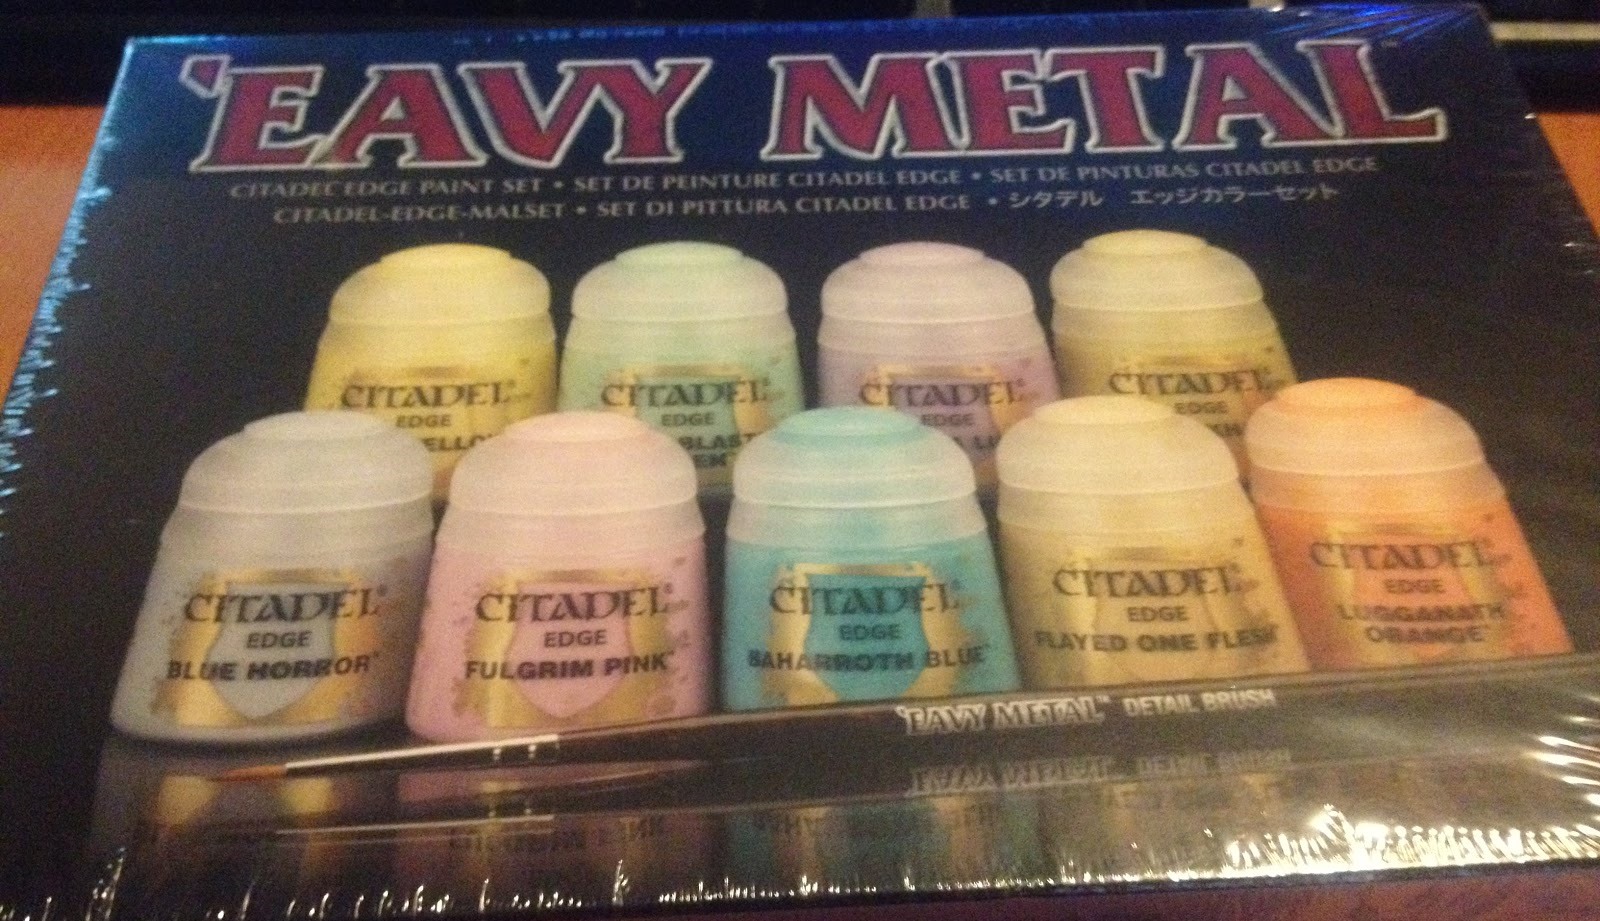 'EAVY METAL™
CITADEL EDGE PAINT SET • SET DE PEINTURE CITADEL EDGE • SET DE PINTURAS CITADEL EDGE
CITADEL-EDGE-MALSET • SET DI PITTURA CITADEL EDGE • シタデル エッジカラーセット
CITADEL
EDGE
CITADEL
EDGE
CITADEL
EDGE
CITADEL
EDGE
CITADEL
EDGE
BLUE HORROR
CITADEL
EDGE
FULGRIM PINK
CITADEL
EDGE
BAHARROTH BLUE
CITADEL
EDGE
FLAYED ONE FLESH
CITADEL
EDGE
LUGGANATH
ORANGE
'EAVY METAL™ DETAIL BRUSH